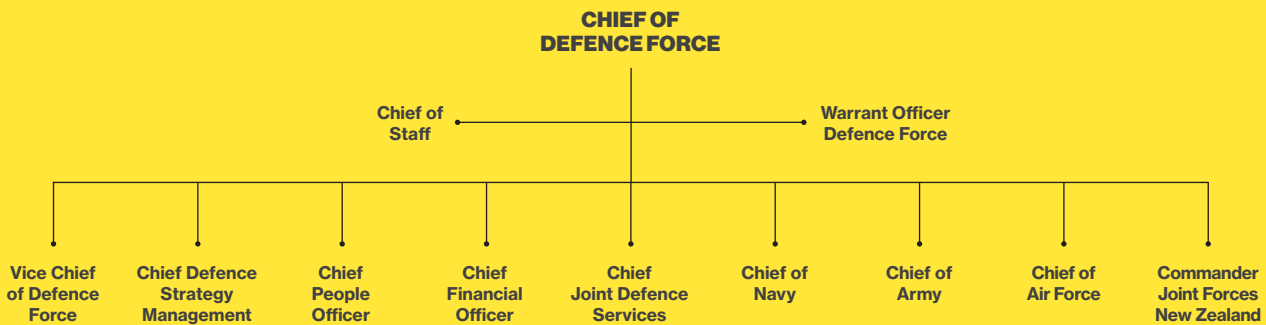 CHIEF OF
DEFENCE FORCE
Chief of
Staff
Warrant Officer
Defence Force
Vice Chief
of Defence
Force
Chief Defence
Strategy
Management
Chief
People
Officer
Chief
Financial
Officer
Chief
Joint Defence
Services
Chief of
Navy
Chief of
Army
Chief of
Air Force
Commander
Joint Forces
New Zealand